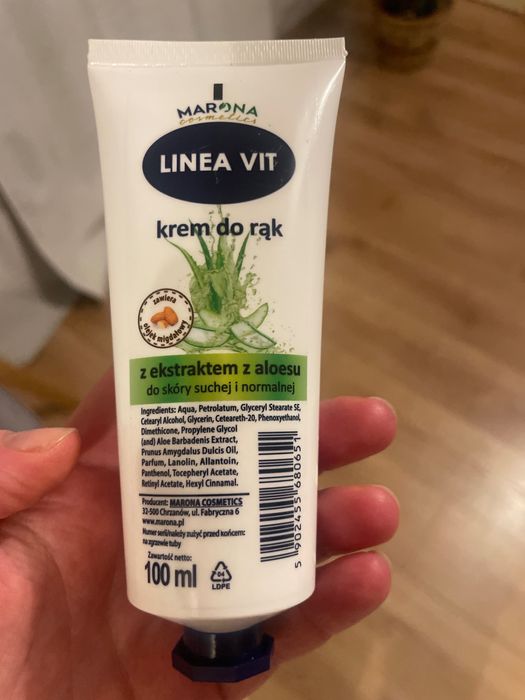 MARONA
cosmetics
LINEA VIT
krem do rąk
zawiera
olejek migdałowy
z ekstraktem z aloesu
do skóry suchej i normalnej
Ingredients: Aqua, Petrolatum, Glyceryl Stearate SE,
Cetearyl Alcohol, Glycerin, Ceteareth-20, Phenoxyethanol,
Dimethicone, Propylene Glycol
(and) Aloe Barbadenis Extract,
Prunus Amygdalus Dulcis Oil,
Parfum, Lanolin, Allantoin,
Panthenol, Tocopheryl Acetate,
Retinyl Acetate, Hexyl Cinnamal.
Producent: MARONA COSMETICS
32-500 Chrzanów, ul. Fabryczna 6
www.marona.pl
Numer serii/należy zużyć przed końcem:
na zgrzewie tuby
Zawartość netto:
100 ml
04
LDPE
5 902455 680651